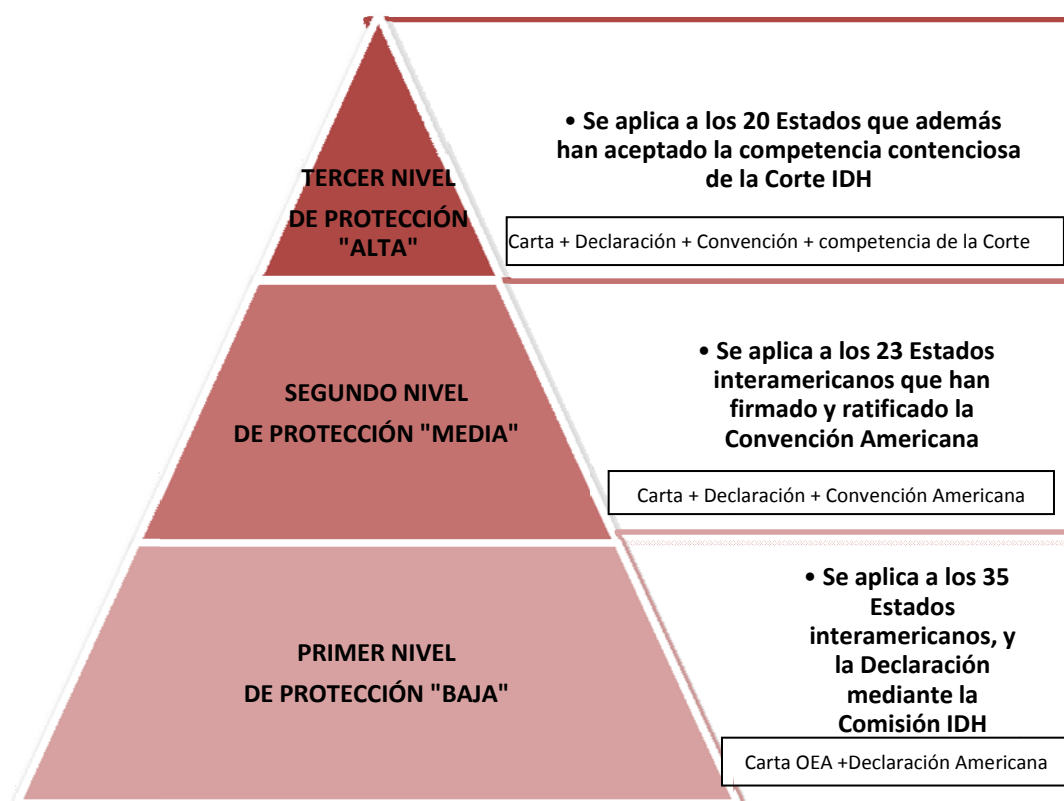 TERCER NIVEL
DE PROTECCIÓN
"ALTA"
• Se aplica a los 20 Estados que además
han aceptado la competencia contenciosa
de la Corte IDH
Carta + Declaración + Convención + competencia de la Corte
SEGUNDO NIVEL
DE PROTECCIÓN "MEDIA"
• Se aplica a los 23 Estados
interamericanos que han
firmado y ratificado la
Convención Americana
Carta + Declaración + Convención Americana
PRIMER NIVEL
DE PROTECCIÓN "BAJA"
• Se aplica a los 35
Estados
interamericanos, y
la Declaración
mediante la
Comisión IDH
Carta OEA +Declaración Americana